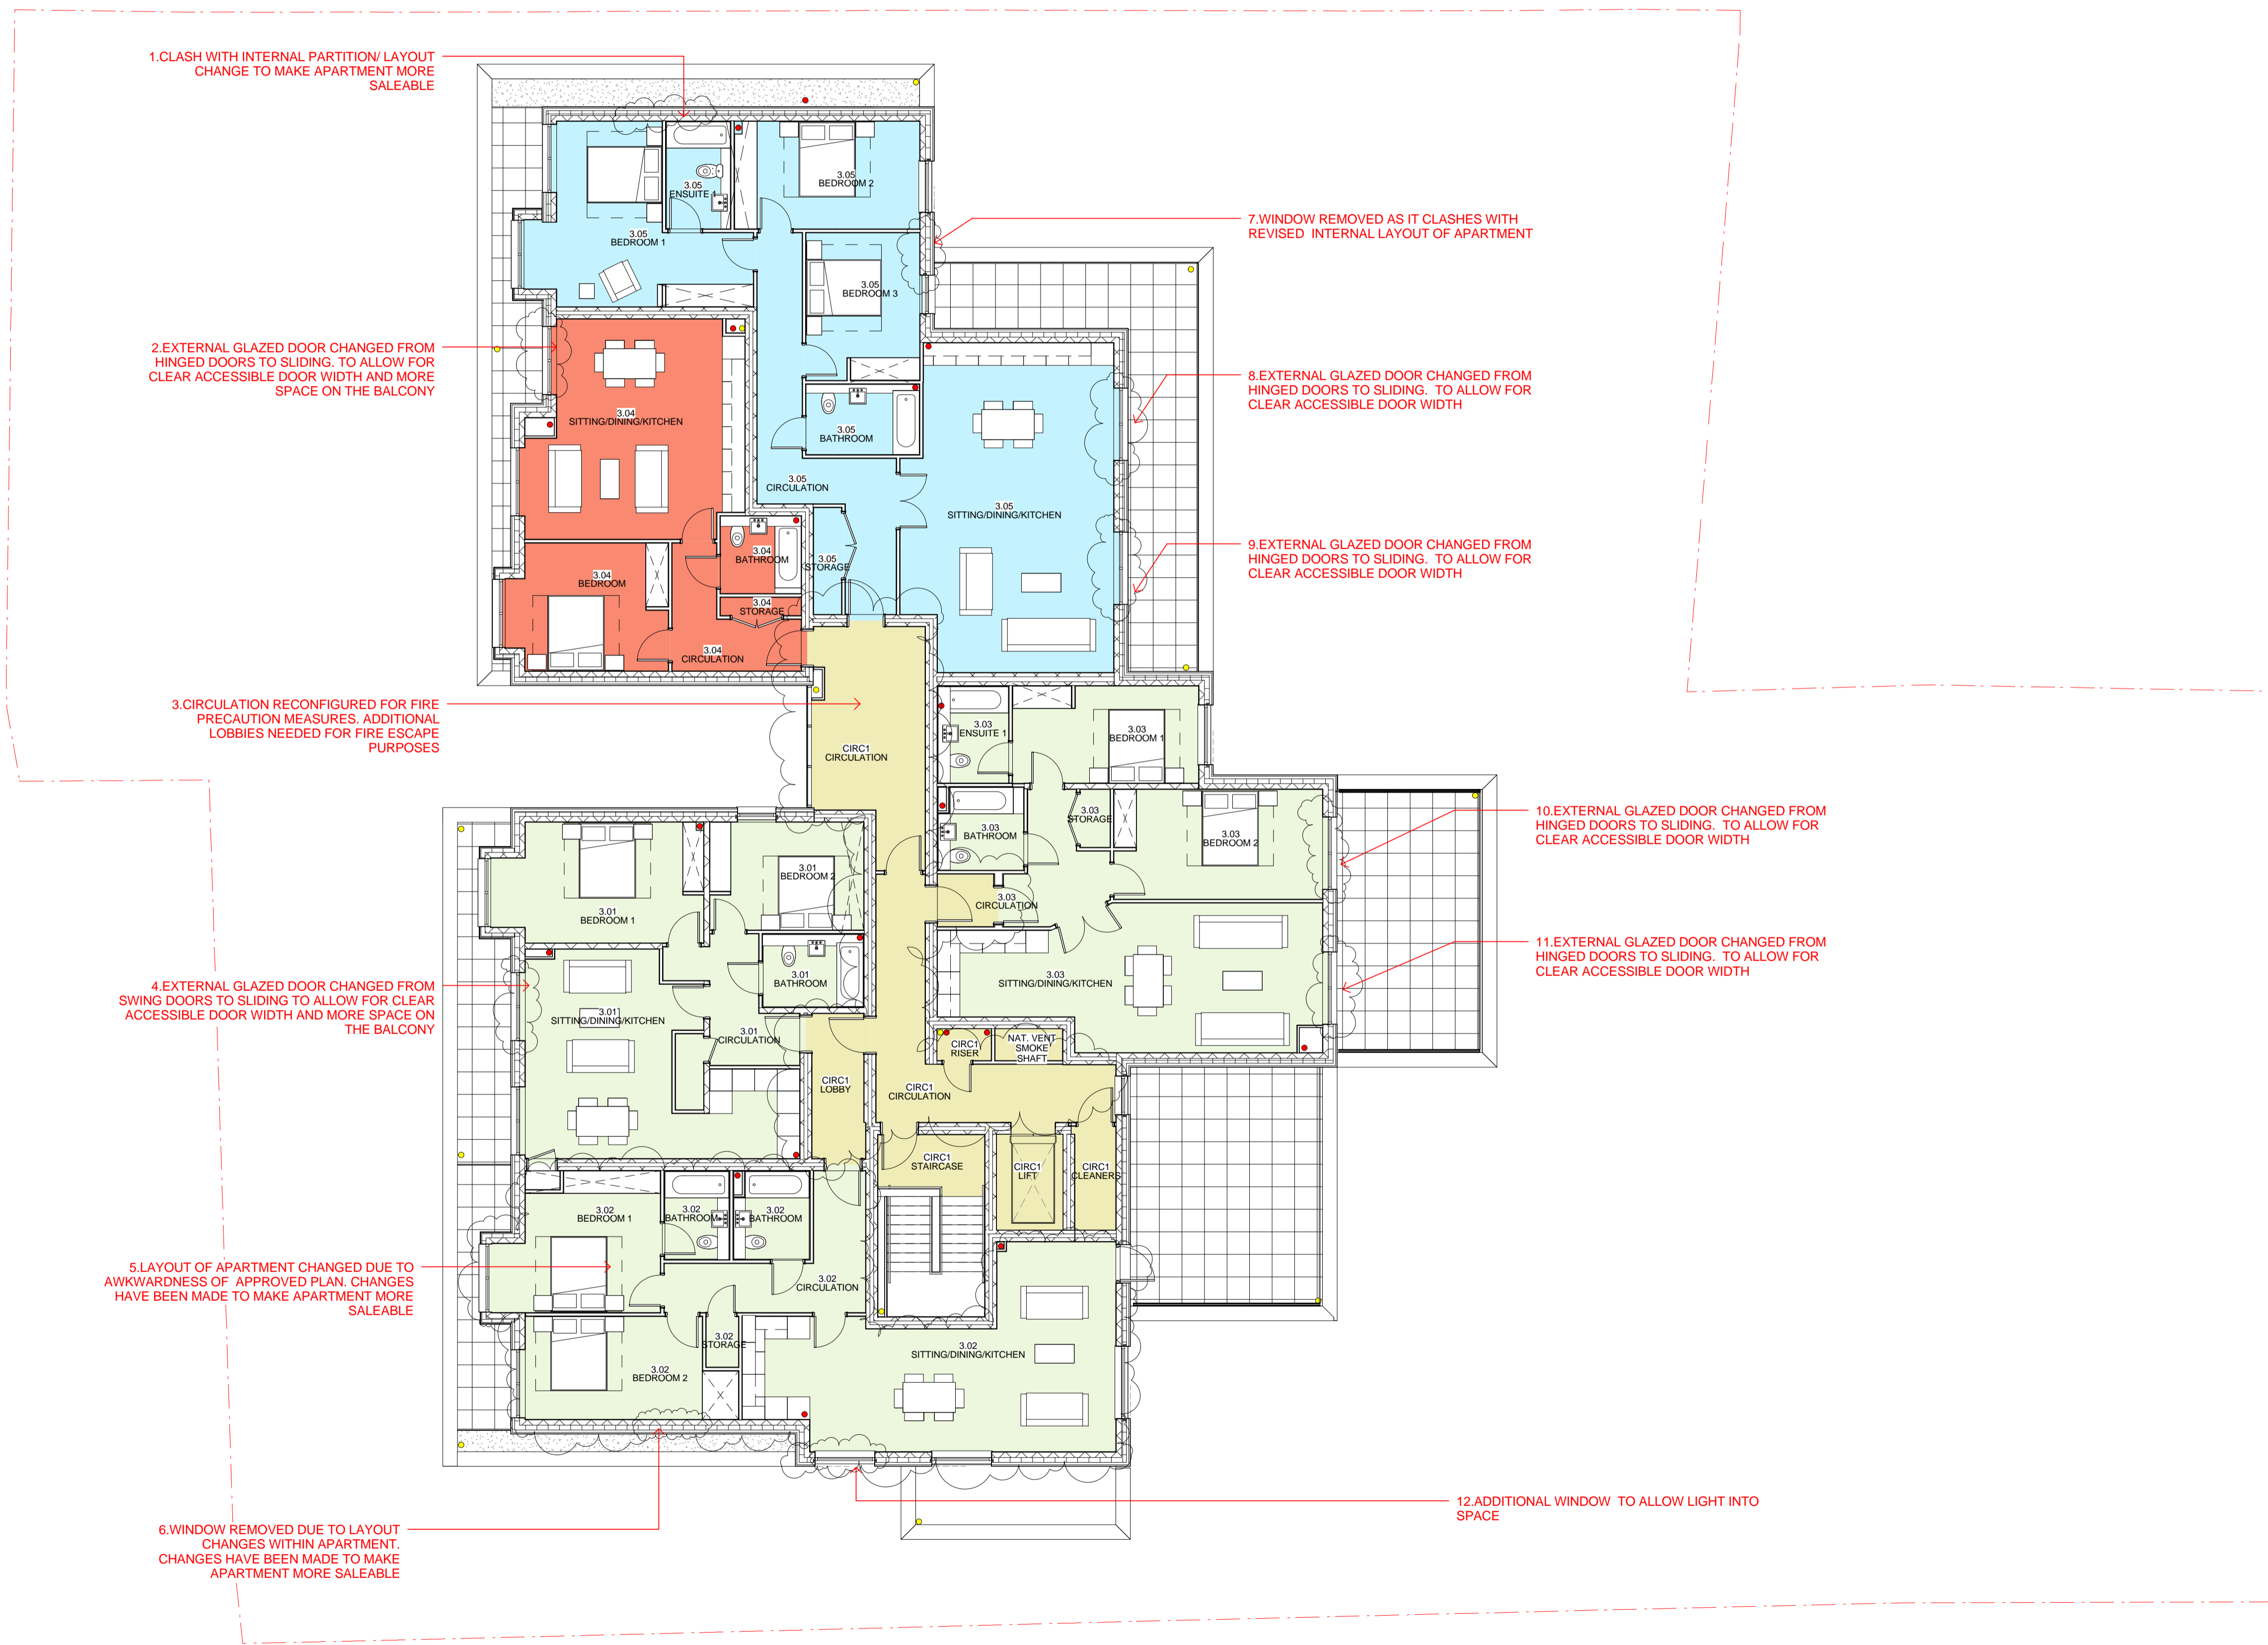 1.CLASH WITH INTERNAL PARTITION/ LAYOUT
CHANGE TO MAKE APARTMENT MORE
SALEABLE
2.EXTERNAL GLAZED DOOR CHANGED FROM
HINGED DOORS TO SLIDING. TO ALLOW FOR
CLEAR ACCESSIBLE DOOR WIDTH AND MORE
SPACE ON THE BALCONY
3.CIRCULATION RECONFIGURED FOR FIRE
PRECAUTION MEASURES. ADDITIONAL
LOBBIES NEEDED FOR FIRE ESCAPE
PURPOSES
4.EXTERNAL GLAZED DOOR CHANGED FROM
SWING DOORS TO SLIDING TO ALLOW FOR CLEAR
ACCESSIBLE DOOR WIDTH AND MORE SPACE ON
THE BALCONY
5.LAYOUT OF APARTMENT CHANGED DUE TO
AWKWARDNESS OF APPROVED PLAN. CHANGES
HAVE BEEN MADE TO MAKE APARTMENT MORE
SALEABLE
6.WINDOW REMOVED DUE TO LAYOUT
CHANGES WITHIN APARTMENT.
CHANGES HAVE BEEN MADE TO MAKE
APARTMENT MORE SALEABLE
3.05
ENSUITE 1
3.05
BEDROOM 2
3.05
BEDROOM 1
3.05
BEDROOM 3
3.04
SITTING/DINING/KITCHEN
3.05
BATHROOM
3.05
CIRCULATION
3.05
SITTING/DINING/KITCHEN
3.04
BATHROOM
3.05
STORAGE
3.04
BEDROOM
3.04
STORAGE
3.04
CIRCULATION
CIRC1
CIRCULATION
3.03
ENSUITE 1
3.03
BEDROOM 1
3.03
BATHROOM
3.03
STORAGE
3.03
BEDROOM 2
3.01
BEDROOM 2
3.01
BEDROOM 1
3.03
CIRCULATION
3.01
BATHROOM
3.03
SITTING/DINING/KITCHEN
3.01
SITTING/DINING/KITCHEN
3.01
CIRCULATION
CIRC1
RISER
NAT. VENT
SMOKE
SHAFT
CIRC1
LOBBY
CIRC1
CIRCULATION
CIRC1
STAIRCASE
CIRC1
LIFT
CIRC1
CLEANERS
3.02
BEDROOM 1
3.02
BATHROOM
3.02
BATHROOM
3.02
CIRCULATION
3.02
STORAGE
3.02
SITTING/DINING/KITCHEN
3.02
BEDROOM 2
7.WINDOW REMOVED AS IT CLASHES WITH
REVISED INTERNAL LAYOUT OF APARTMENT
8.EXTERNAL GLAZED DOOR CHANGED FROM
HINGED DOORS TO SLIDING. TO ALLOW FOR
CLEAR ACCESSIBLE DOOR WIDTH
9.EXTERNAL GLAZED DOOR CHANGED FROM
HINGED DOORS TO SLIDING. TO ALLOW FOR
CLEAR ACCESSIBLE DOOR WIDTH
10.EXTERNAL GLAZED DOOR CHANGED FROM
HINGED DOORS TO SLIDING. TO ALLOW FOR
CLEAR ACCESSIBLE DOOR WIDTH
11.EXTERNAL GLAZED DOOR CHANGED FROM
HINGED DOORS TO SLIDING. TO ALLOW FOR
CLEAR ACCESSIBLE DOOR WIDTH
12.ADDITIONAL WINDOW TO ALLOW LIGHT INTO
SPACE